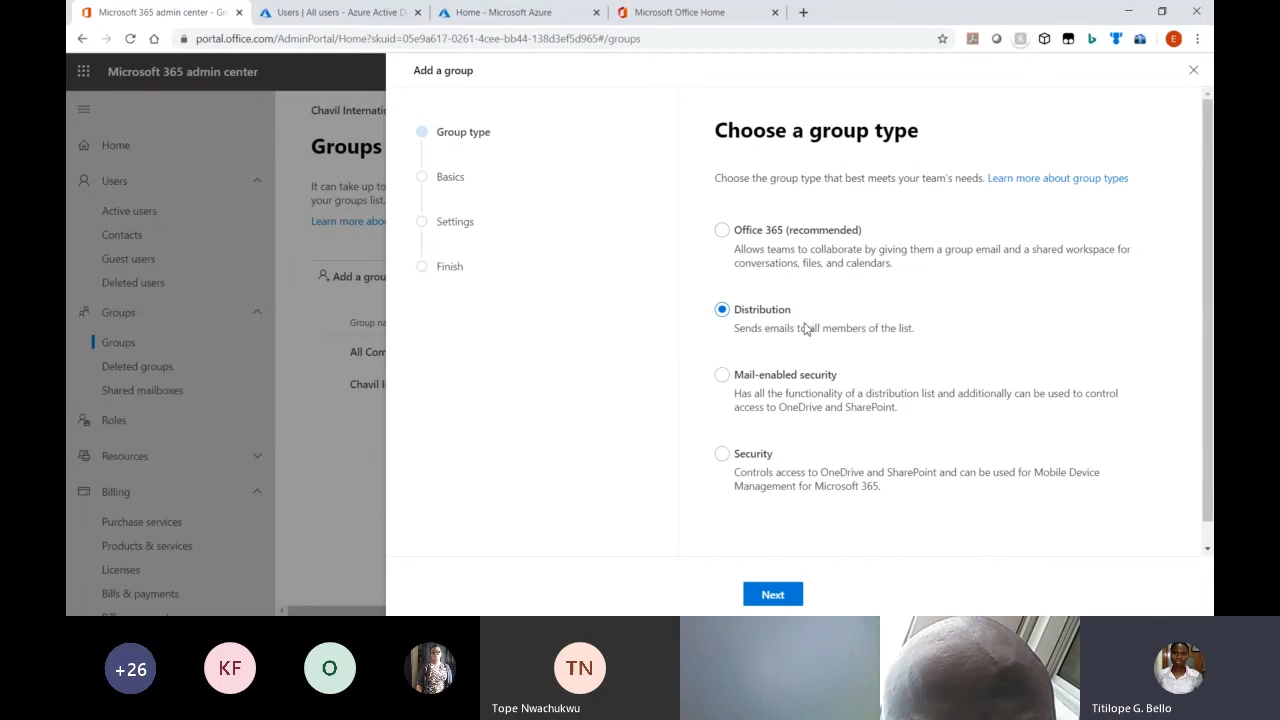 Microsoft 365 admin center - Gr
Users | All users - Azure Active D
Home - Microsoft Azure
Microsoft Office Home
portal.office.com/AdminPortal/Home?skuid=05e9a617-0261-4cee-bb44-138d3ef5d965#/groups
E
Microsoft 365 admin center
Home
Users
Active users
Contacts
Guest users
Deleted users
Groups
Groups
Deleted groups
Shared mailboxes
Roles
Resources
Billing
Purchase services
Products & services
Licenses
Bills & payments
Chavil Internatio
Groups
It can take up to
your groups list.
Learn more abou
Add a grou
Group na
All Com
Chavil I
Add a group
Group type
Basics
Settings
Finish
Choose a group type
Choose the group type that best meets your team's needs. Learn more about group types
Office 365 (recommended)
Allows teams to collaborate by giving them a group email and a shared workspace for
conversations, files, and calendars.
Distribution
Sends emails to all members of the list.
Mail-enabled security
Has all the functionality of a distribution list and additionally can be used to control
access to OneDrive and SharePoint.
Security
Controls access to OneDrive and SharePoint and can be used for Mobile Device
Management for Microsoft 365.
Next
+26
KF
O
TN
Tope Nwachukwu
Titilope G. Bello